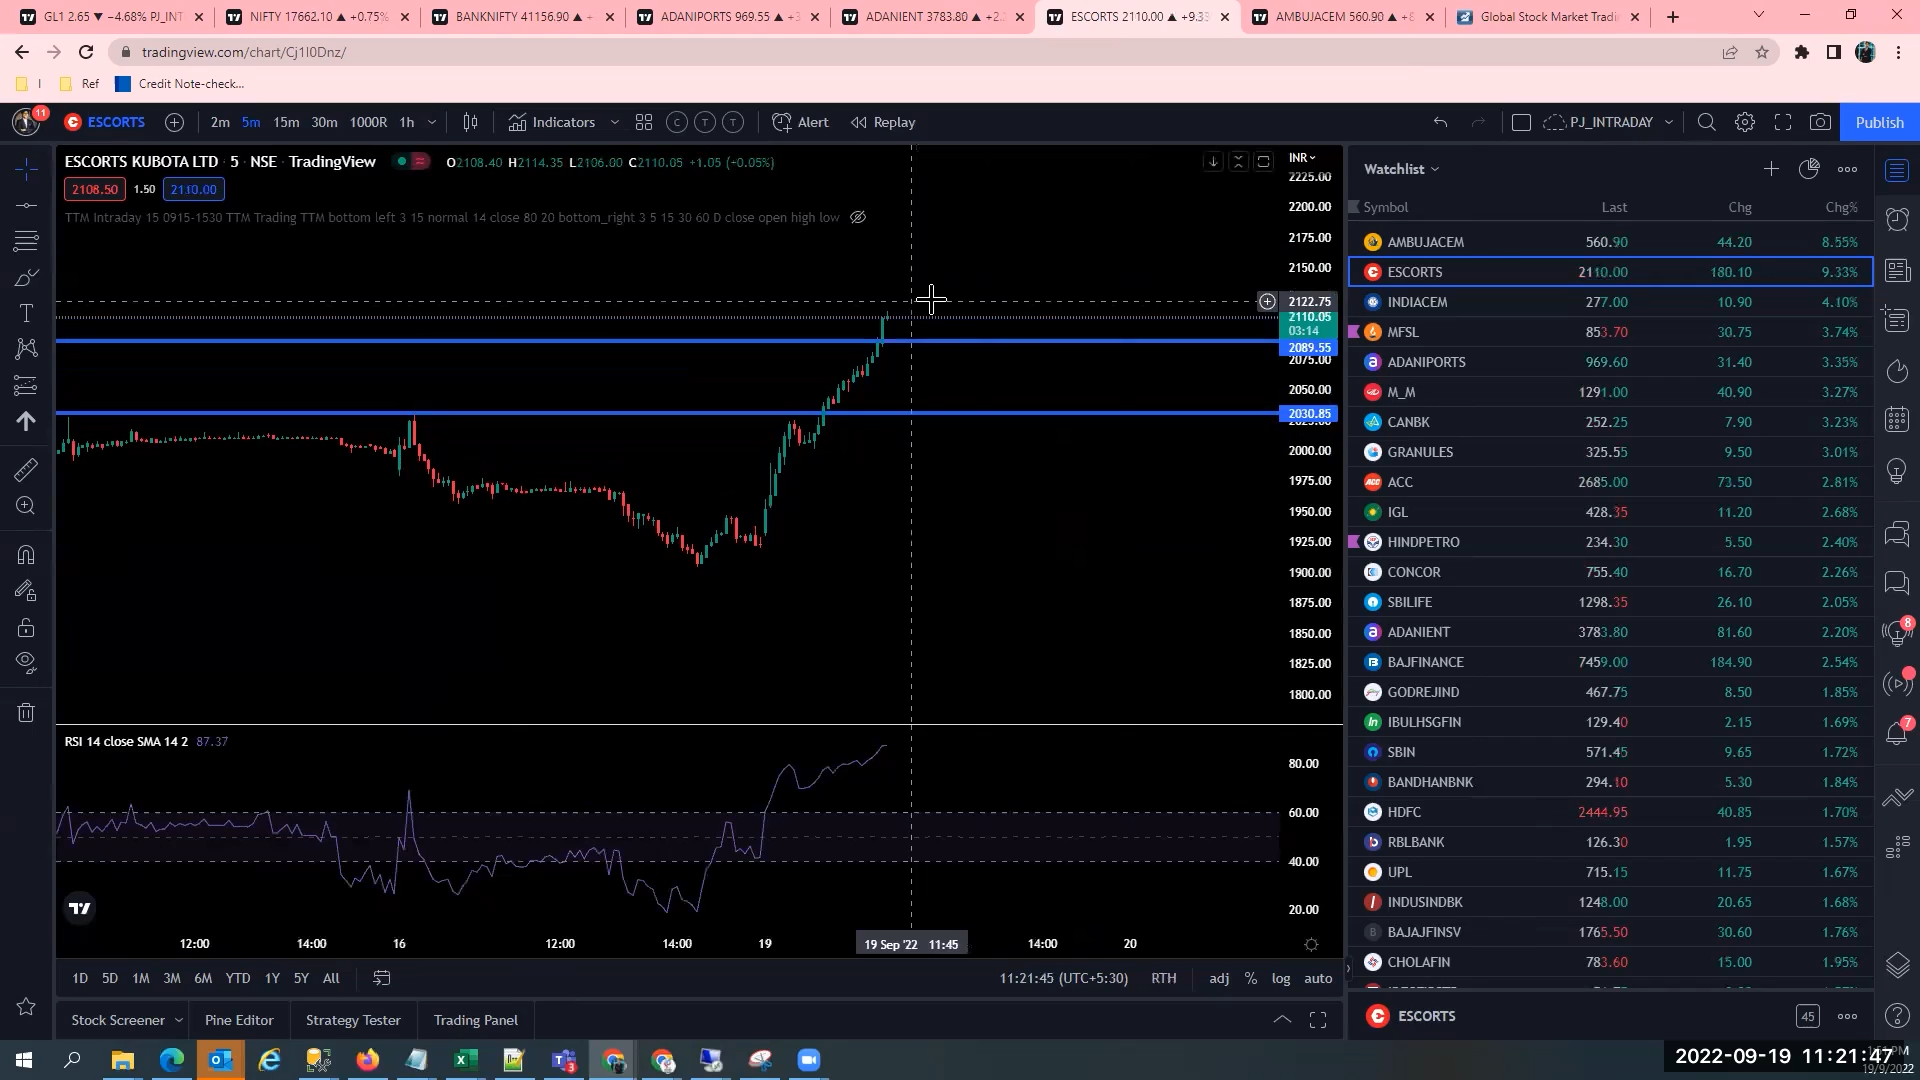 GL1 2.65 ▼ −4.68% PJ_INT
NIFTY 17662.10 ▲ +0.75%
BANKNIFTY 41156.90 ▲ +
ADANIPORTS 969.55 ▲ +3
ADANIENT 3783.80 ▲ +2.
ESCORTS 2110.00 ▲ +9.33
AMBUJACEM 560.90 ▲ +8
Global Stock Market Tradi
tradingview.com/chart/Cj1I0Dnz/
I Ref Credit Note-check...
11 ESCORTS 2m 5m 15m 30m 1000R 1h Indicators C T T Alert Replay PJ_INTRADAY Publish
ESCORTS KUBOTA LTD · 5 · NSE · TradingView O2108.40 H2114.35 L2106.00 C2110.05 +1.05 (+0.05%)
2108.50 1.50 2110.00
TTM Intraday 15 0915-1530 TTM Trading TTM bottom left 3 15 normal 14 close 80 20 bottom_right 3 5 15 30 60 D close open high low
INR
2225.00
2200.00
2175.00
2150.00
2122.75
2110.05
03:14
2089.55
2075.00
2050.00
2030.85
2000.00
1975.00
1950.00
1925.00
1900.00
1875.00
1850.00
1825.00
1800.00
RSI 14 close SMA 14 2 87.37
80.00
60.00
40.00
20.00
12:00 14:00 16 12:00 14:00 19 19 Sep '22 11:45 14:00 20
1D 5D 1M 3M 6M YTD 1Y 5Y All 11:21:45 (UTC+5:30) RTH adj % log auto
Stock Screener Pine Editor Strategy Tester Trading Panel
Watchlist
Symbol Last Chg Chg%
AMBUJACEM 560.90 44.20 8.55%
ESCORTS 2110.00 180.10 9.33%
INDIACEM 277.00 10.90 4.10%
MFSL 853.70 30.75 3.74%
ADANIPORTS 969.60 31.40 3.35%
M_M 1291.00 40.90 3.27%
CANBK 252.25 7.90 3.23%
GRANULES 325.55 9.50 3.01%
ACC 2685.00 73.50 2.81%
IGL 428.35 11.20 2.68%
HINDPETRO 234.30 5.50 2.40%
CONCOR 755.40 16.70 2.26%
SBILIFE 1298.35 26.10 2.05%
ADANIENT 3783.80 81.60 2.20%
BAJFINANCE 7459.00 184.90 2.54%
GODREJIND 467.75 8.50 1.85%
IBULHSGFIN 129.40 2.15 1.69%
SBIN 571.45 9.65 1.72%
BANDHANBNK 294.10 5.30 1.84%
HDFC 2444.95 40.85 1.70%
RBLBANK 126.30 1.95 1.57%
UPL 715.15 11.75 1.67%
INDUSINDBK 1248.00 20.65 1.68%
BAJAJFINSV 1765.50 30.60 1.76%
CHOLAFIN 783.60 15.00 1.95%
ESCORTS 45
8
7
2022-09-19 11:21:47
19/9/2022